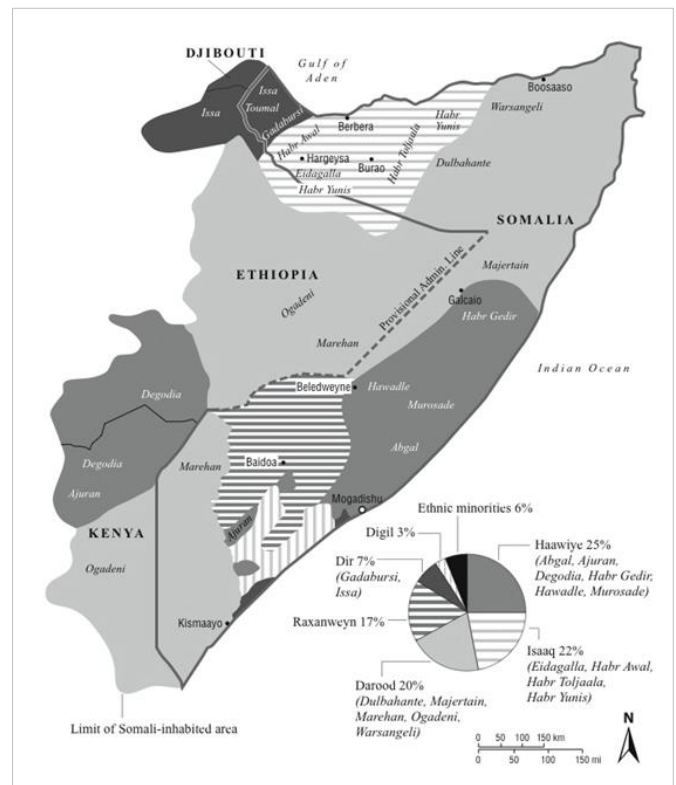 DJIBOUTI
Gulf of
Aden
Issa
Issa
Toumal
Gadabursi
Boosaaso
Warsangeli
Habr
Yunis
Berbera
Habr Awal
Habr Toljaala
Hargeysa
Burao
Eidagalla
Habr Yunis
Dulbahante
SOMALIA
ETHIOPIA
Ogadeni
Provisional Admin. Line
Majertain
Galcaio
Habr Gedir
Marehan
Indian Ocean
Beledweyne
Hawadle
Degodia
Murosade
Abgal
Degodia
Marehan
Baidoa
Ajuran
Mogadishu
Ajuran
KENYA
Ogadeni
Kismaayo
Limit of Somali-inhabited area
Ethnic minorities 6%
Digil 3%
Haawiye 25%
(Abgal, Ajuran,
Degodia, Habr Gedir,
Hawadle, Murosade)
Dir 7%
(Gadabursi,
Issa)
Raxanweyn 17%
Isaaq 22%
(Eidagalla, Habr Awal,
Habr Toljaala,
Habr Yunis)
Darood 20%
(Dulbahante, Majertain,
Marehan, Ogadeni,
Warsangeli)
N
0 50 100 150 km
0 50 100 150 mi